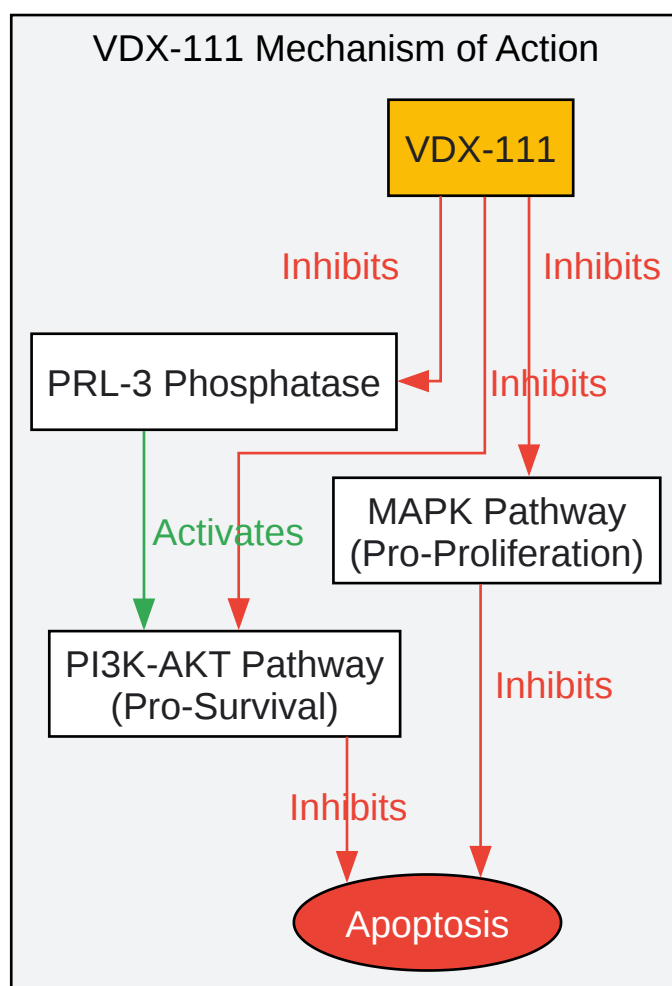 VDX-111 Mechanism of Action
VDX-111
Inhibits
Inhibits
PRL-3 Phosphatase
Inhibits
Activates
MAPK Pathway
(Pro-Proliferation)
PI3K-AKT Pathway
(Pro-Survival)
Inhibits
Inhibits
Apoptosis